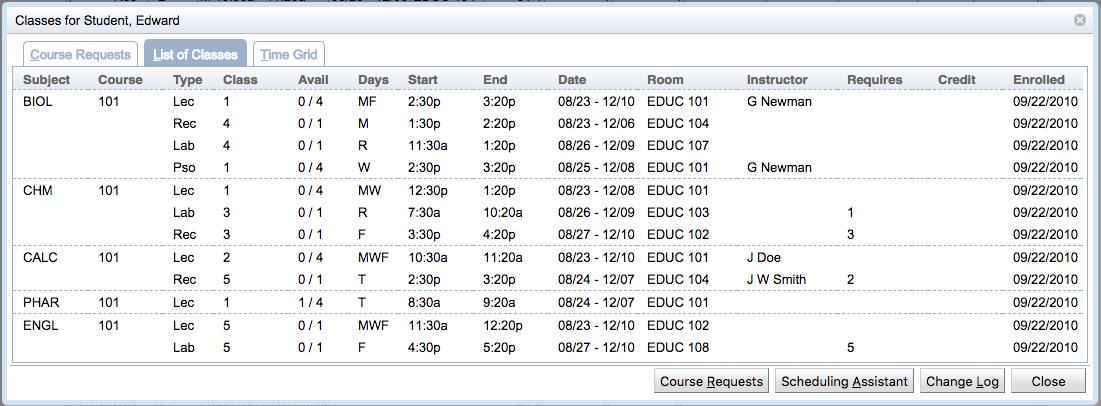 Classes for Student, Edward
Course Requests List of Classes Time Grid
Subject Course Type Class Avail Days Start End Date Room Instructor Requires Credit Enrolled
BIOL 101 Lec 1 0 / 4 MF 2:30p 3:20p 08/23 - 12/10 EDUC 101 G Newman 09/22/2010
Rec 4 0 / 1 M 1:30p 2:20p 08/23 - 12/06 EDUC 104 09/22/2010
Lab 4 0 / 1 R 11:30a 1:20p 08/26 - 12/09 EDUC 107 09/22/2010
Pso 1 0 / 4 W 2:30p 3:20p 08/25 - 12/08 EDUC 101 G Newman 09/22/2010
CHM 101 Lec 1 0 / 4 MW 12:30p 1:20p 08/23 - 12/08 EDUC 101 09/22/2010
Lab 3 0 / 1 R 7:30a 10:20a 08/26 - 12/09 EDUC 103 1 09/22/2010
Rec 3 0 / 1 F 3:30p 4:20p 08/27 - 12/10 EDUC 102 3 09/22/2010
CALC 101 Lec 2 0 / 4 MWF 10:30a 11:20a 08/23 - 12/10 EDUC 101 J Doe 09/22/2010
Rec 5 0 / 1 T 2:30p 3:20p 08/24 - 12/07 EDUC 104 J W Smith 2 09/22/2010
PHAR 101 Lec 1 1 / 4 T 8:30a 9:20a 08/24 - 12/07 EDUC 101 09/22/2010
ENGL 101 Lec 5 0 / 1 MWF 11:30a 12:20p 08/23 - 12/10 EDUC 102 09/22/2010
Lab 5 0 / 1 F 4:30p 5:20p 08/27 - 12/10 EDUC 108 5 09/22/2010
Course Requests Scheduling Assistant Change Log Close